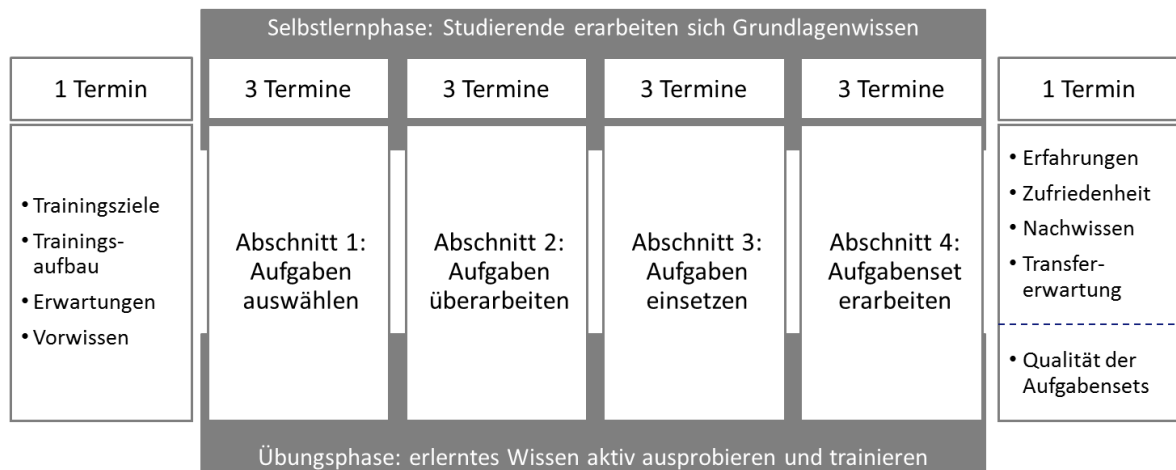 Selbstlernphase: Studierende erarbeiten sich Grundlagenwissen
1 Termin
3 Termine
3 Termine
3 Termine
3 Termine
1 Termin
• Trainingsziele
• Trainings-
aufbau
• Erwartungen
• Vorwissen
Abschnitt 1:
Aufgaben
auswählen
Abschnitt 2:
Aufgaben
überarbeiten
Abschnitt 3:
Aufgaben
einsetzen
Abschnitt 4:
Aufgabenset
erarbeiten
• Erfahrungen
• Zufriedenheit
• Nachwissen
• Transfer-
erwartung
• Qualität der
Aufgabensets
Übungsphase: erlerntes Wissen aktiv ausprobieren und trainieren